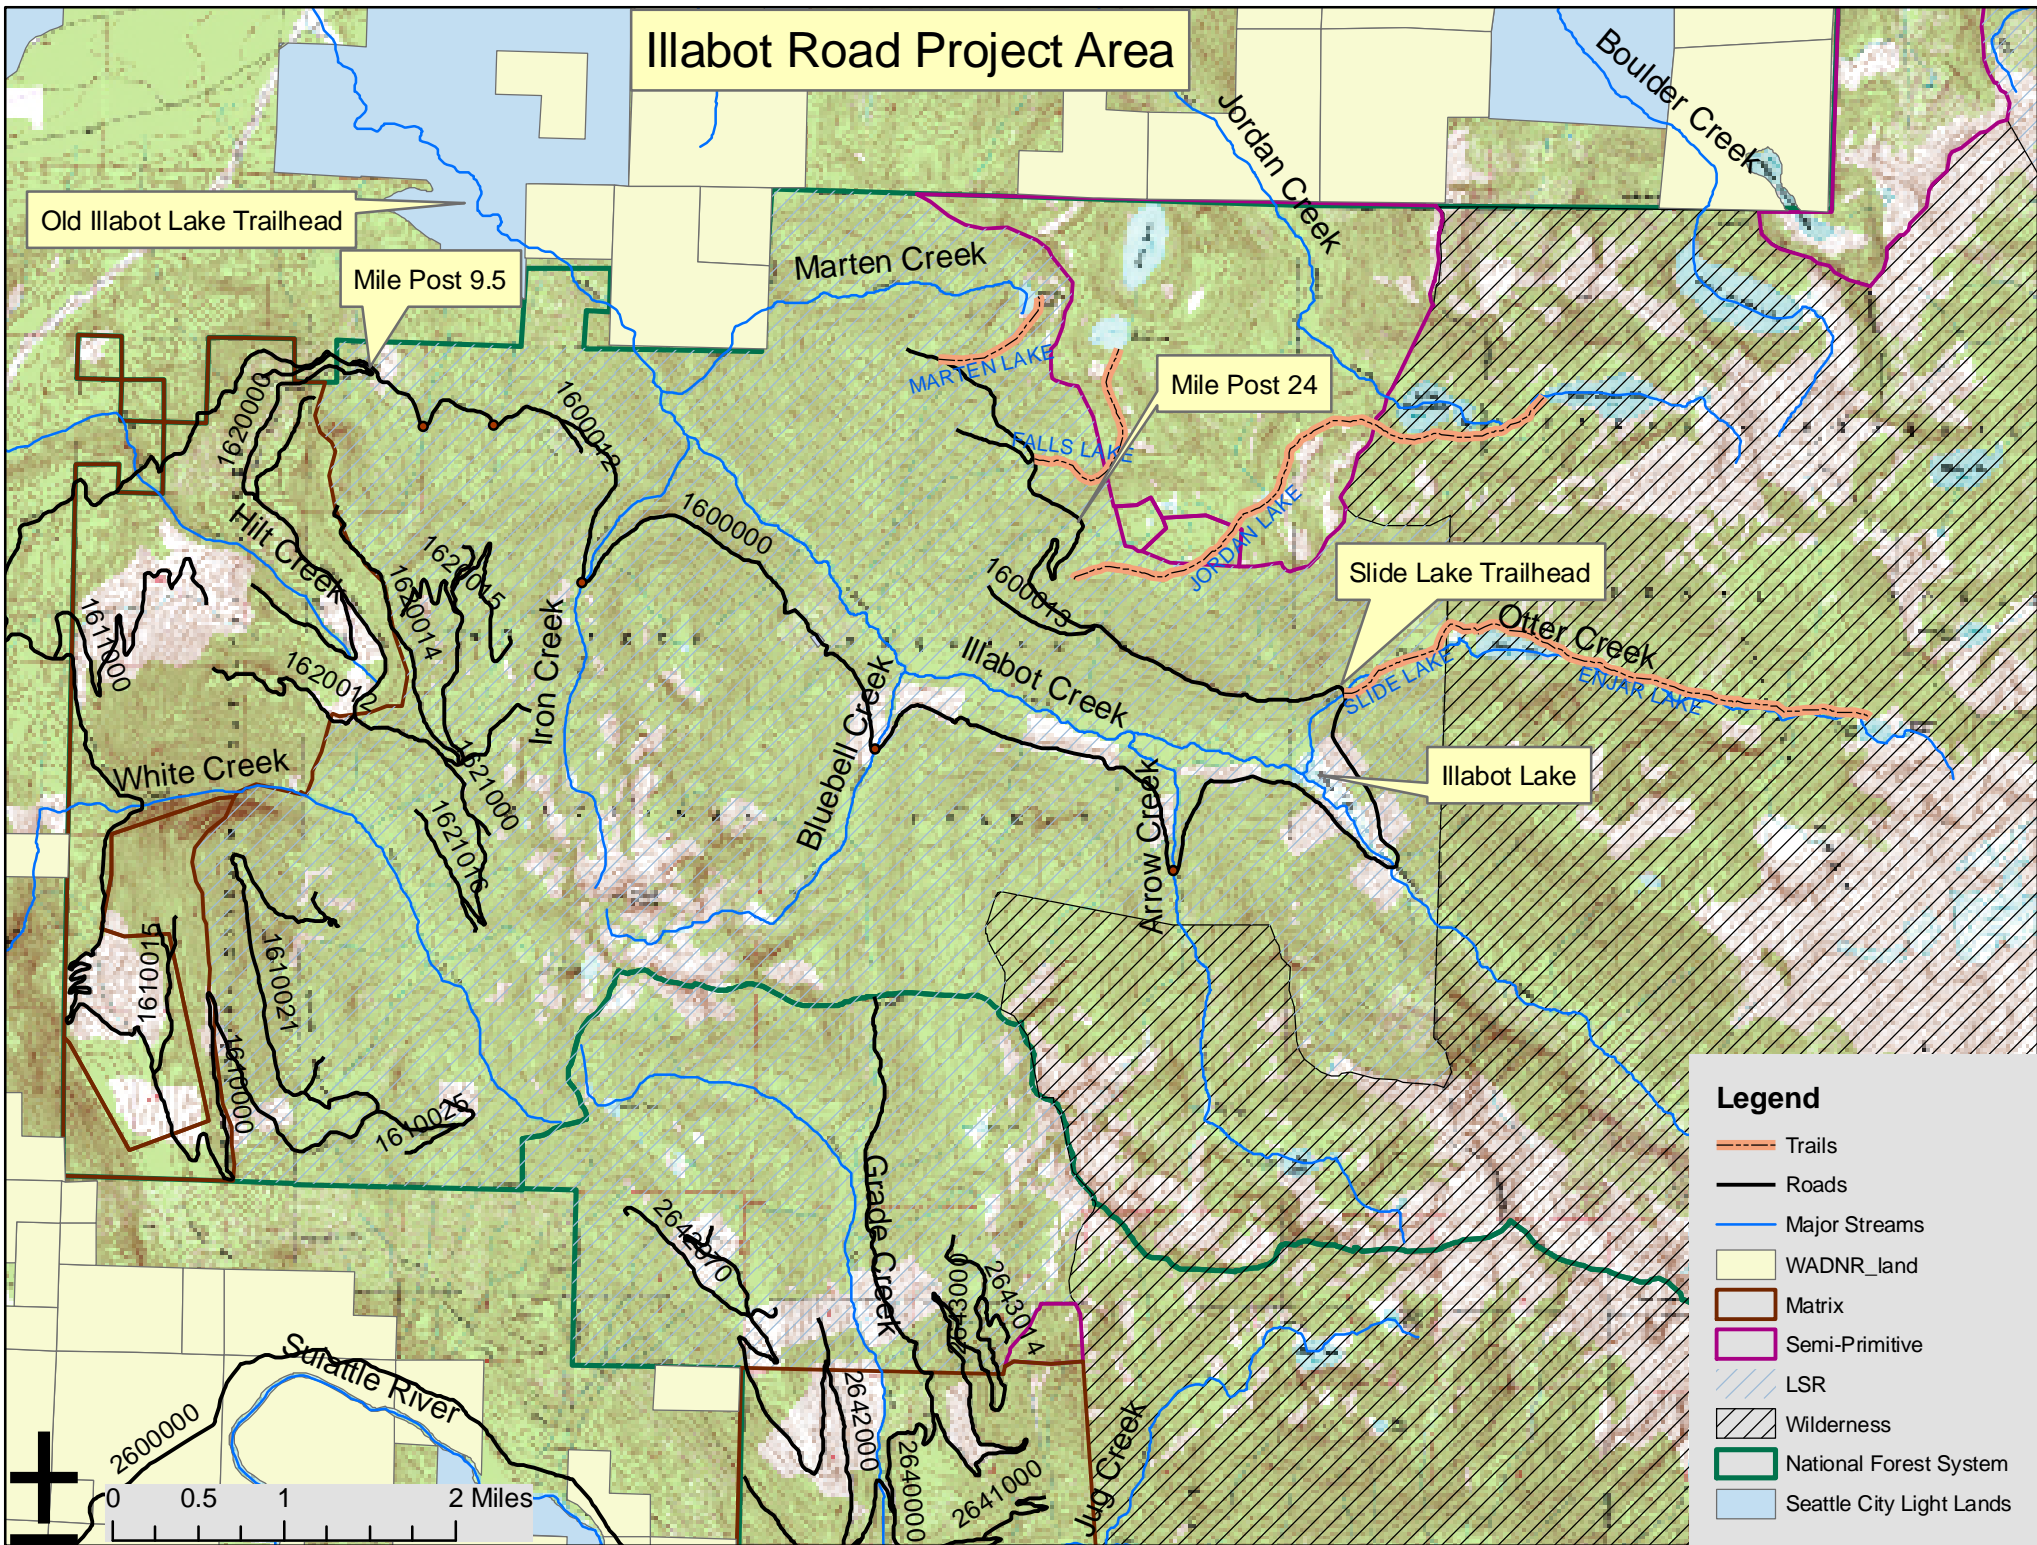 Illabot Road Project Area
Boulder Creek
Jordan Creek
Old Illabot Lake Trailhead
Mile Post 9.5
Marten Creek
MARTEN LAKE
Mile Post 24
FALLS LAKE
1620000
1600012
Hilt Creek
1600000
JORDAN LAKE
1620015
1620014
1600013
Slide Lake Trailhead
Otter Creek
SLIDE LAKE
ENJAR LAKE
1611000
1620012
Iron Creek
Illabot Creek
Bluebell Creek
White Creek
1621000
1621016
Illabot Lake
Arrow Creek
1610015
1610021
1610000
1610025
Grade Creek
2642070
2643000
2643014
Suiattle River
2600000
2642000
2640000
2641000
Jug Creek
0 0.5 1 2 Miles
Legend
Trails
Roads
Major Streams
WADNR_land
Matrix
Semi-Primitive
LSR
Wilderness
National Forest System
Seattle City Light Lands